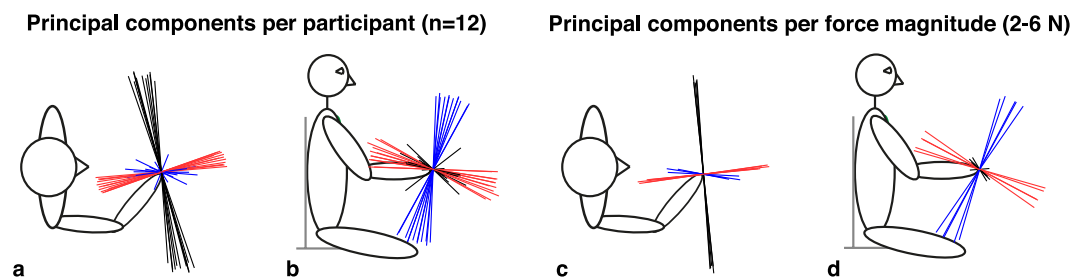 Principal components per participant (n=12)
Principal components per force magnitude (2-6 N)
a
b
c
d